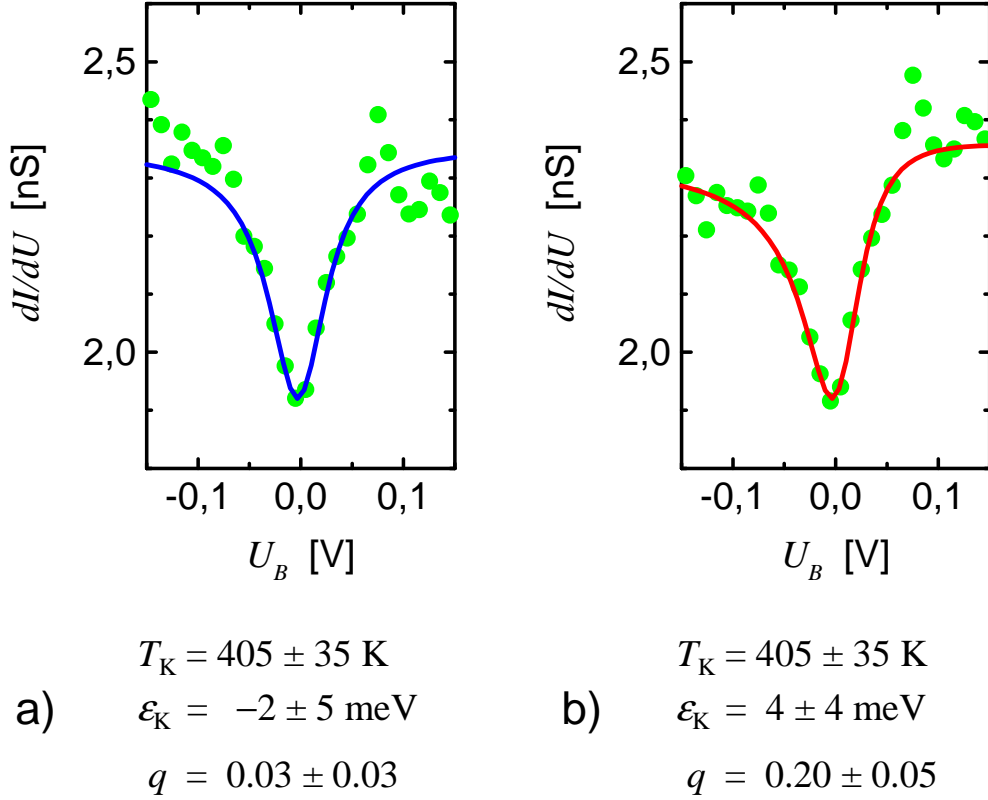 2,5
2,0
dI/dU [nS]
-0,1 0,0 0,1
U_B [V]
2,5
2,0
dI/dU [nS]
-0,1 0,0 0,1
U_B [V]
a)
T_K = 405 ± 35 K
ε_K = −2 ± 5 meV
q = 0.03 ± 0.03
b)
T_K = 405 ± 35 K
ε_K = 4 ± 4 meV
q = 0.20 ± 0.05